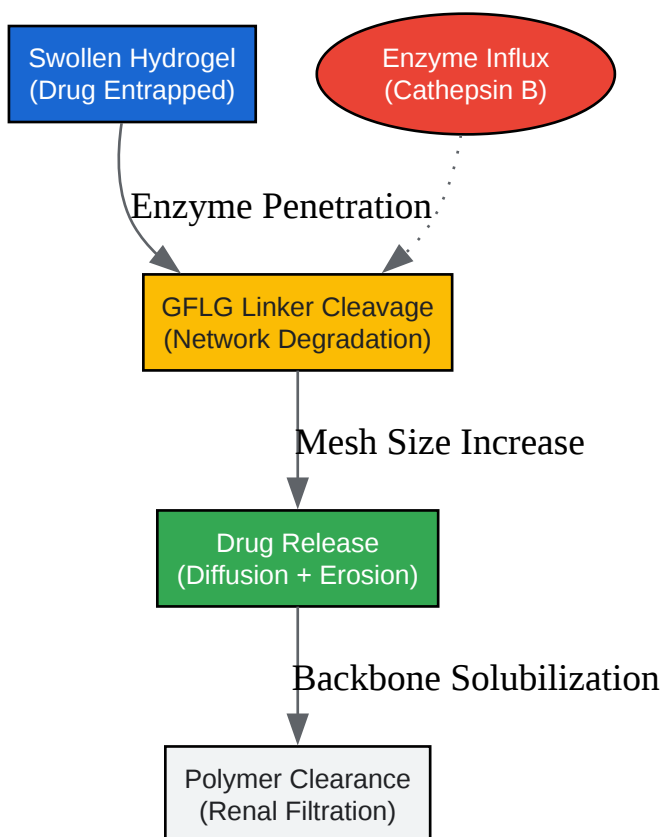 Swollen Hydrogel
(Drug Entrapped)
Enzyme Influx
(Cathepsin B)
Enzyme Penetration
GFLG Linker Cleavage
(Network Degradation)
Mesh Size Increase
Drug Release
(Diffusion + Erosion)
Backbone Solubilization
Polymer Clearance
(Renal Filtration)